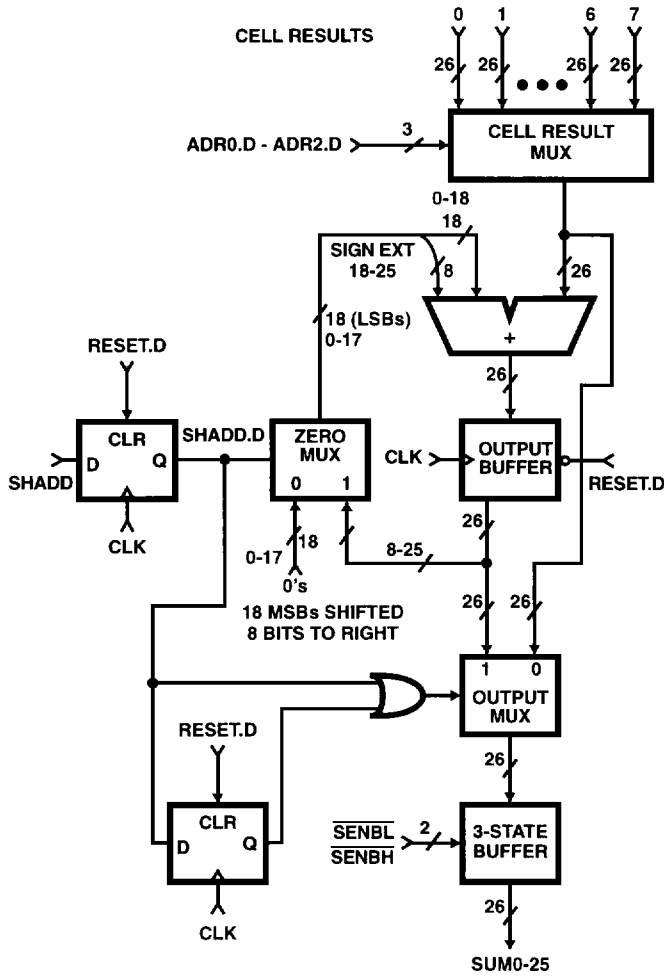 0 1 6 7
CELL RESULTS
26 26 26 26
CELL RESULT
MUX
ADR0.D - ADR2.D
3
0-18
18
SIGN EXT
18-25
8
26
18 (LSBs)
0-17
+
26
RESET.D
CLR
D Q
SHADD
CLK
SHADD.D
ZERO
MUX
0 1
CLK
OUTPUT
BUFFER
RESET.D
26
0-17
18
0's
8-25
18 MSBs SHIFTED
8 BITS TO RIGHT
26 26
1 0
OUTPUT
MUX
RESET.D
CLR
D Q
CLK
26
SENBL
SENBH
2
3-STATE
BUFFER
26
SUM0-25